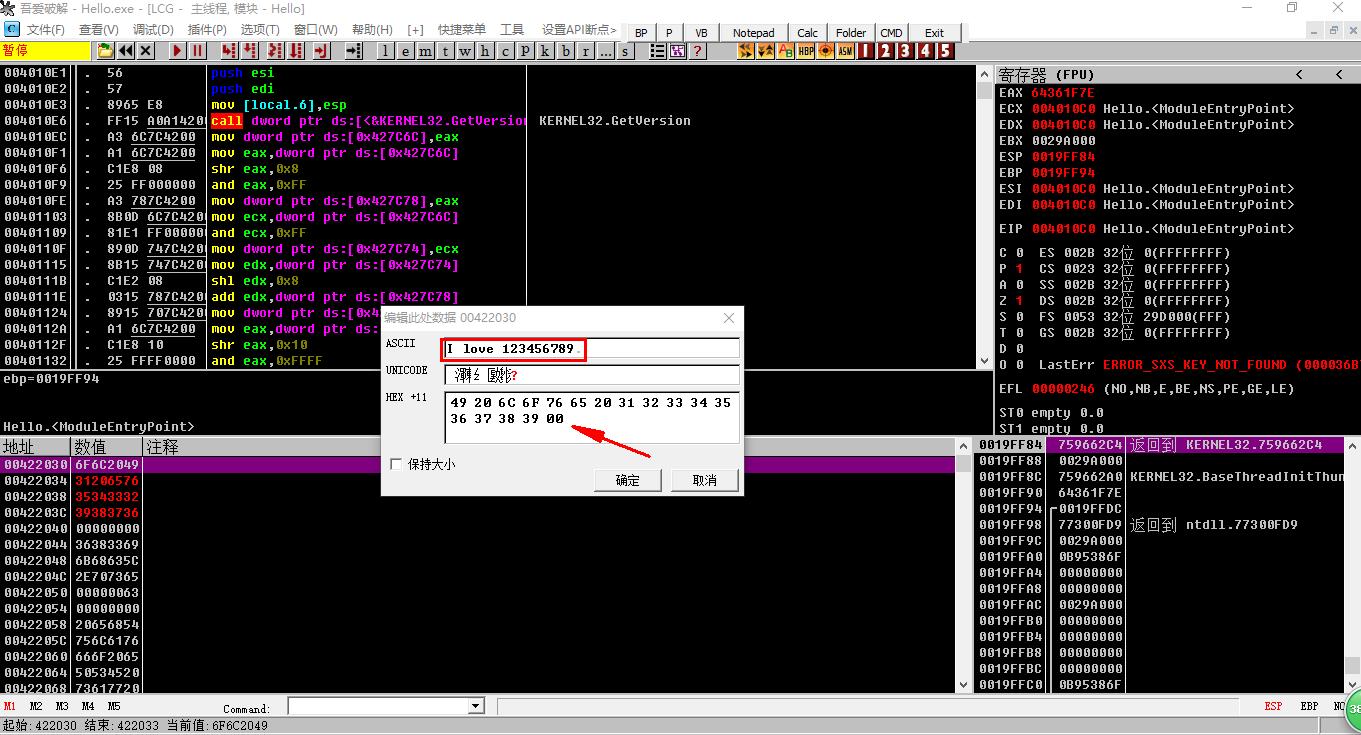 吾爱破解 - Hello.exe - [LCG - 主线程, 模块 - Hello]
文件(F) 查看(V) 调试(D) 插件(P) 选项(T) 窗口(W) 帮助(H) [+] 快捷菜单 工具 设置API断点> BP P VB Notepad Calc Folder CMD Exit
暂停 l e m t w h c p k b r ... s ? HBP ASM 1 2 3 4 5
004010E1 . 56 push esi
004010E2 . 57 push edi
004010E3 . 8965 E8 mov [local.6],esp
004010E6 . FF15 A0A14200 call dword ptr ds:[<&KERNEL32.GetVersion KERNEL32.GetVersion
004010EC . A3 6C7C4200 mov dword ptr ds:[0x427C6C],eax
004010F1 . A1 6C7C4200 mov eax,dword ptr ds:[0x427C6C]
004010F6 . C1E8 08 shr eax,0x8
004010F9 . 25 FF000000 and eax,0xFF
004010FE . A3 787C4200 mov dword ptr ds:[0x427C78],eax
00401103 . 8B0D 6C7C420 mov ecx,dword ptr ds:[0x427C6C]
00401109 . 81E1 FF00000 and ecx,0xFF
0040110F . 890D 747C420 mov dword ptr ds:[0x427C74],ecx
00401115 . 8B15 747C420 mov edx,dword ptr ds:[0x427C74]
0040111B . C1E2 08 shl edx,0x8
0040111E . 0315 787C420 add edx,dword ptr ds:[0x427C78]
00401124 . 8915 707C420 mov dword ptr ds:[0x42
0040112A . A1 6C7C4200 mov eax,dword ptr ds:
0040112F . C1E8 10 shr eax,0x10
00401132 . 25 FFFF0000 and eax,0xFFFF
ebp=0019FF94
Hello.<ModuleEntryPoint>
寄存器 (FPU) < <
EAX 64361F7E
ECX 004010C0 Hello.<ModuleEntryPoint>
EDX 004010C0 Hello.<ModuleEntryPoint>
EBX 0029A000
ESP 0019FF84
EBP 0019FF94
ESI 004010C0 Hello.<ModuleEntryPoint>
EDI 004010C0 Hello.<ModuleEntryPoint>
EIP 004010C0 Hello.<ModuleEntryPoint>
C 0 ES 002B 32位 0(FFFFFFFF)
P 1 CS 0023 32位 0(FFFFFFFF)
A 0 SS 002B 32位 0(FFFFFFFF)
Z 1 DS 002B 32位 0(FFFFFFFF)
S 0 FS 0053 32位 29D000(FFF)
T 0 GS 002B 32位 0(FFFFFFFF)
D 0
O 0 LastErr ERROR_SXS_KEY_NOT_FOUND (000036B7
EFL 00000246 (NO,NB,E,BE,NS,PE,GE,LE)
ST0 empty 0.0
ST1 empty 0.0
编辑此处数据 00422030
ASCII I love 123456789.
UNICODE
HEX +11 49 20 6C 6F 76 65 20 31 32 33 34 35
36 37 38 39 00
保持大小
确定 取消
地址 数值 注释
00422030 6F6C2049
00422034 31206576
00422038 35343332
0042203C 39383736
00422040 00000000
00422044 36383369
00422048 6B68635C
0042204C 2E707365
00422050 00000063
00422054 00000000
00422058 20656854
0042205C 756C6176
00422060 666F2065
00422064 50534520
00422068 73617720
0019FF84 759662C4 返回到 KERNEL32.759662C4
0019FF88 0029A000
0019FF8C 759662A0 KERNEL32.BaseThreadInitThun
0019FF90 64361F7E
0019FF94 0019FFDC
0019FF98 77300FD9 返回到 ntdll.77300FD9
0019FF9C 0029A000
0019FFA0 0B95386F
0019FFA4 00000000
0019FFA8 00000000
0019FFAC 0029A000
0019FFB0 00000000
0019FFB4 00000000
0019FFB8 00000000
0019FFBC 00000000
0019FFC0 0B95386F
M1 M2 M3 M4 M5 Command: ESP EBP NO 38
起始: 422030 结束: 422033 当前值: 6F6C2049